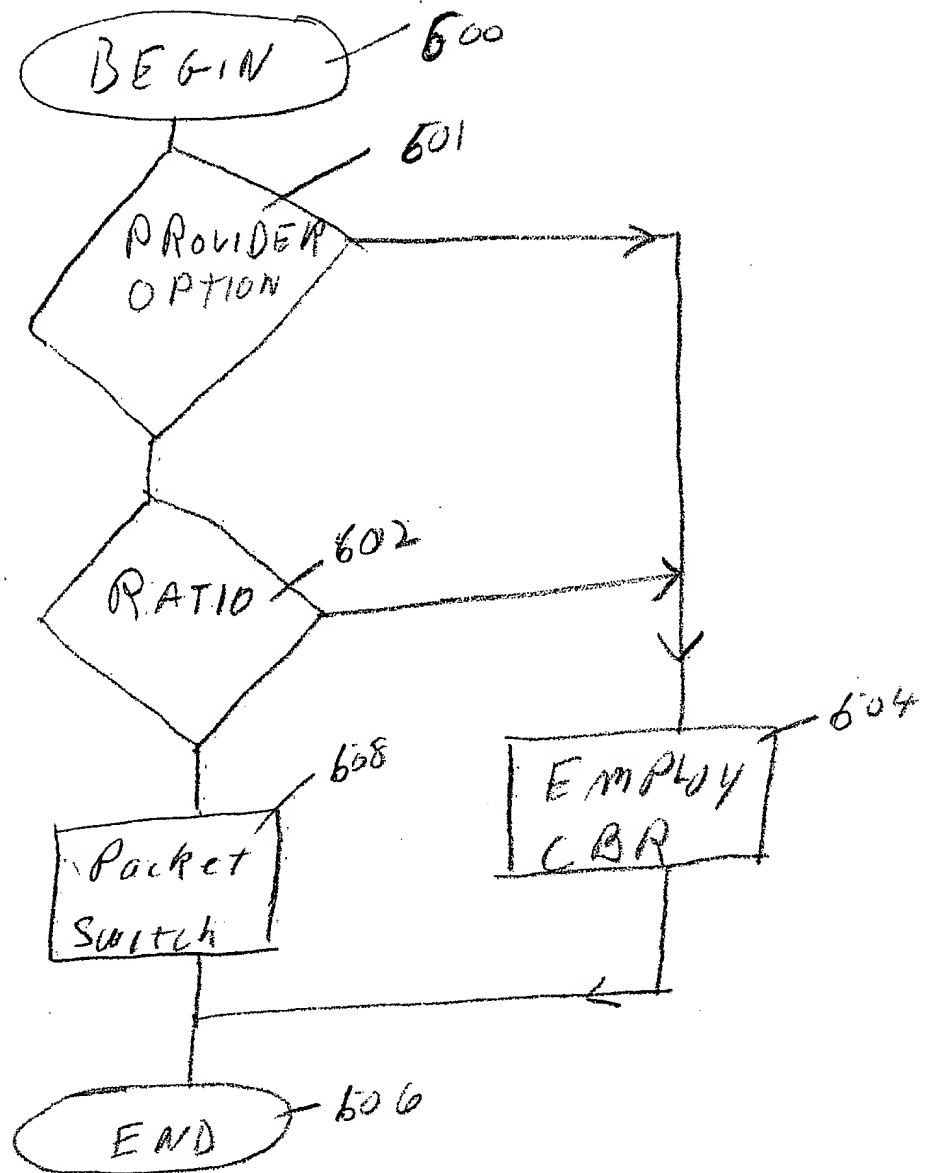 BEGIN
600
601
PROVIDER
OPTION
602
RATIO
604
EMPLOY
CBR
608
Packet
Switch
606
END